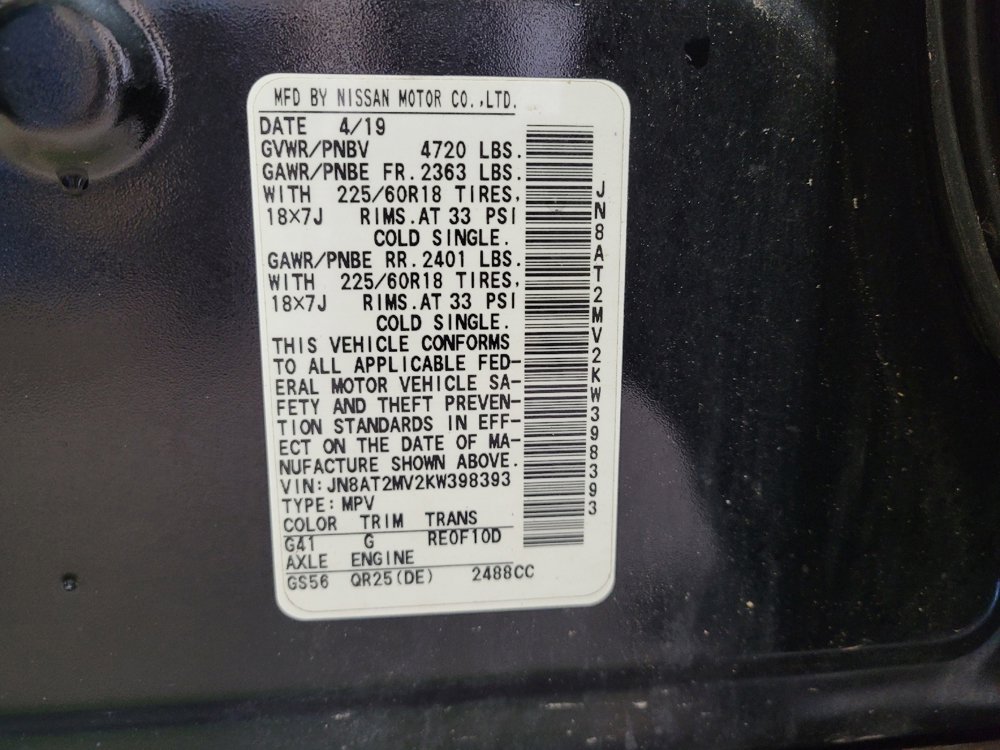 MFD BY NISSAN MOTOR CO.,LTD.
DATE 4/19
GVWR/PNBV 4720 LBS.
GAWR/PNBE FR.2363 LBS.
WITH 225/60R18 TIRES,
18×7J RIMS.AT 33 PSI
COLD SINGLE.
GAWR/PNBE RR.2401 LBS.
WITH 225/60R18 TIRES,
18×7J RIMS.AT 33 PSI
COLD SINGLE.
THIS VEHICLE CONFORMS
TO ALL APPLICABLE FED-
ERAL MOTOR VEHICLE SA-
FETY AND THEFT PREVEN-
TION STANDARDS IN EFF-
ECT ON THE DATE OF MA-
NUFACTURE SHOWN ABOVE.
VIN:JN8AT2MV2KW398393
TYPE:MPV
COLOR TRIM TRANS
G41 G RE0F10D
AXLE ENGINE
GS56 QR25(DE) 2488CC
JN8AT2MV2KW398393